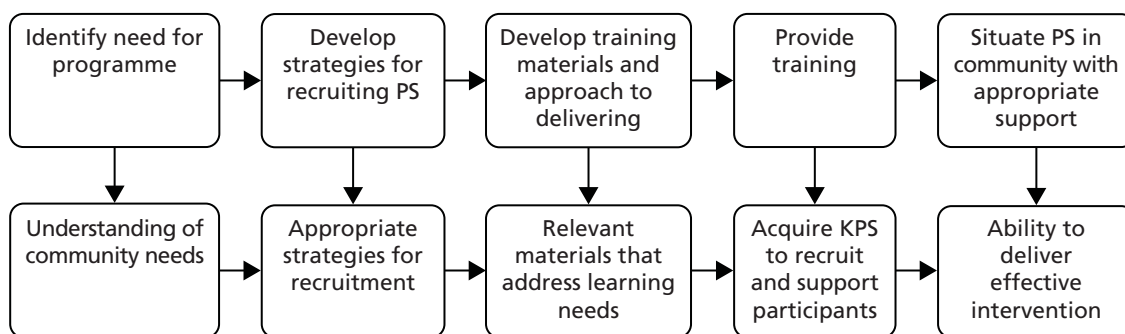 Identify need for
programme
Develop
strategies for
recruiting PS
Develop training
materials and
approach to
delivering
Provide
training
Situate PS in
community with
appropriate
support
Understanding of
community needs
Appropriate
strategies for
recruitment
Relevant
materials that
address learning
needs
Acquire KPS
to recruit
and support
participants
Ability to
deliver
effective
intervention